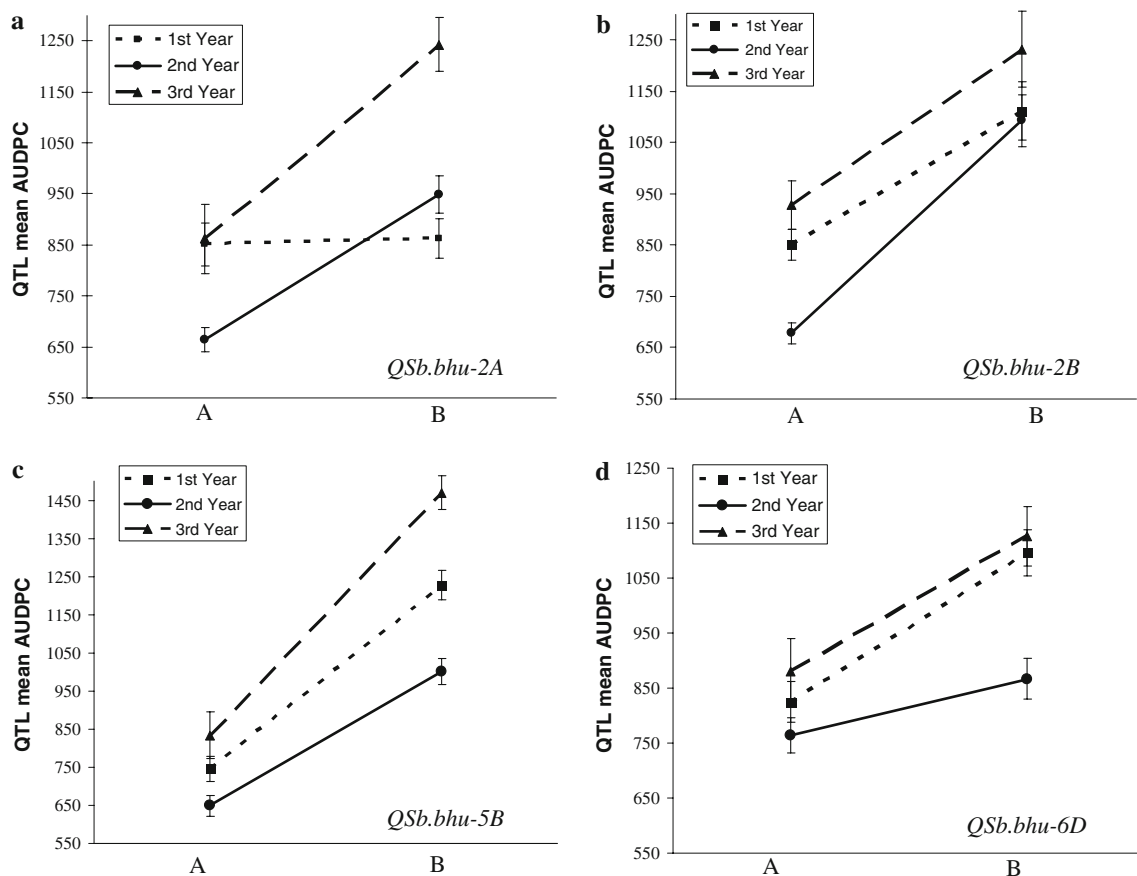 a
1st Year
2nd Year
3rd Year
QTL mean AUDPC
1250
1150
1050
950
850
750
650
550
A
B
QSb.bhu-2A
b
1st Year
2nd Year
3rd Year
QTL mean AUDPC
1250
1150
1050
950
850
750
650
550
A
B
QSb.bhu-2B
c
1st Year
2nd Year
3rd Year
QTL mean AUDPC
1450
1350
1250
1150
1050
950
850
750
650
550
A
B
QSb.bhu-5B
d
1st Year
2nd Year
3rd Year
QTL mean AUDPC
1250
1150
1050
950
850
750
650
550
A
B
QSb.bhu-6D